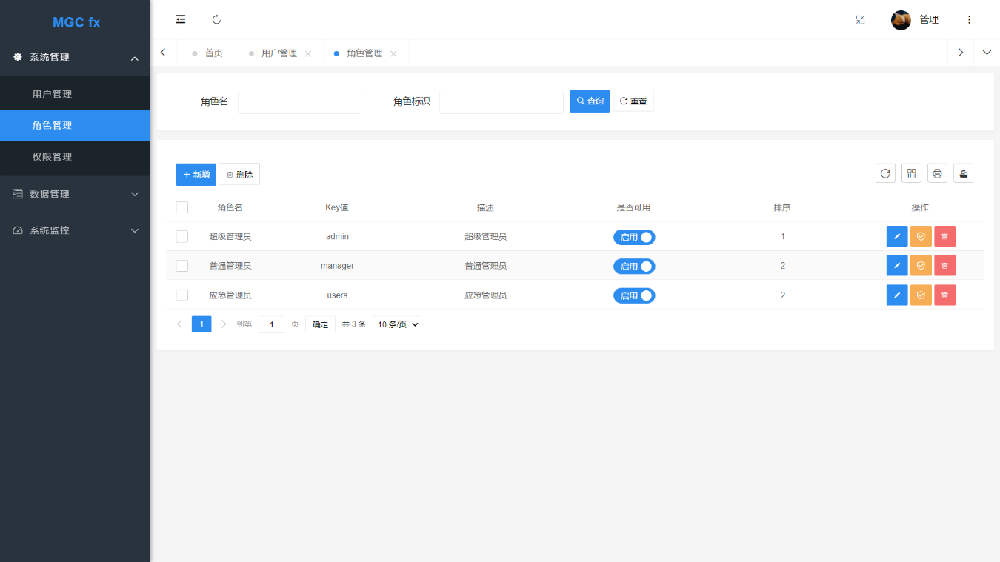 MGC fx
管理
系统管理
用户管理
角色管理
权限管理
数据管理
系统监控
首页 用户管理 角色管理
角色名 角色标识 查询 重置
新增 删除
角色名 Key值 描述 是否可用 排序 操作
超级管理员 admin 超级管理员 启用 1
普通管理员 manager 普通管理员 启用 2
应急管理员 users 应急管理员 启用 2
1 到第 1 页 确定 共 3 条 10 条/页